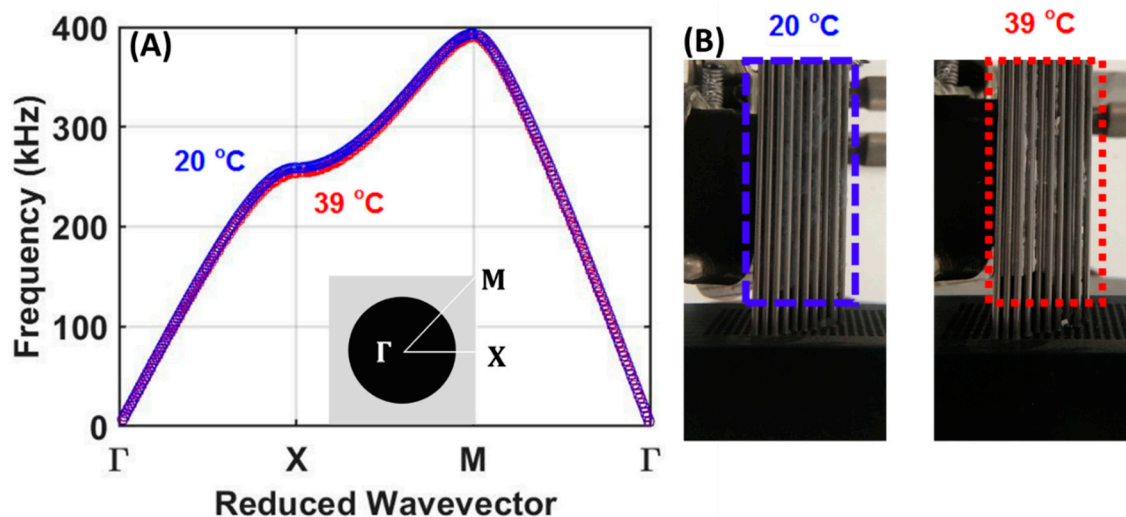 (A)
400
300
200
100
0
Frequency (kHz)
20 °C
39 °C
M
Γ
X
Γ X M Γ
Reduced Wavevector
(B)
20 °C
39 °C